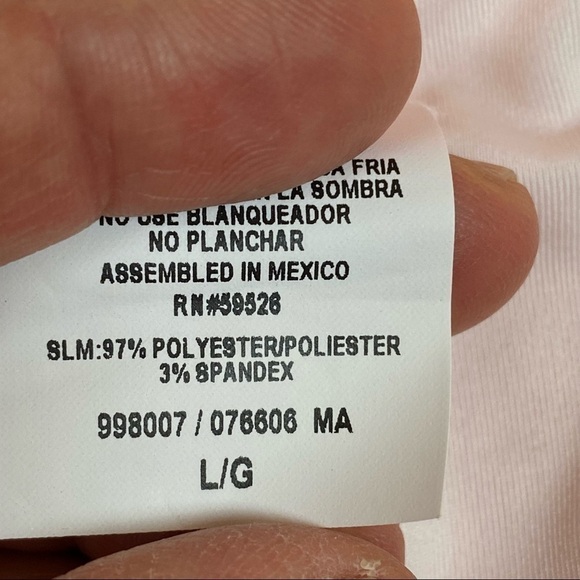 FRIA
LA SOMBRA
NO USE BLANQUEADOR
NO PLANCHAR
ASSEMBLED IN MEXICO
RN#59526
SLM:97% POLYESTER/POLIESTER
3% SPANDEX
998007 / 076606 MA
L/G